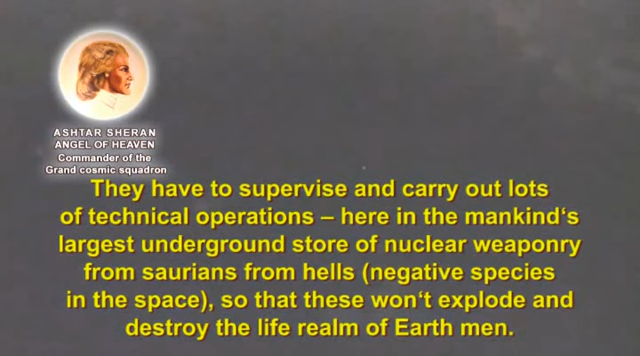 ASHTAR SHERAN
ANGEL OF HEAVEN
Commander of the
Grand cosmic squadron
They have to supervise and carry out lots
of technical operations – here in the mankind‘s
largest underground store of nuclear weaponry
from saurians from hells (negative species
in the space), so that these won‘t explode and
destroy the life realm of Earth men.